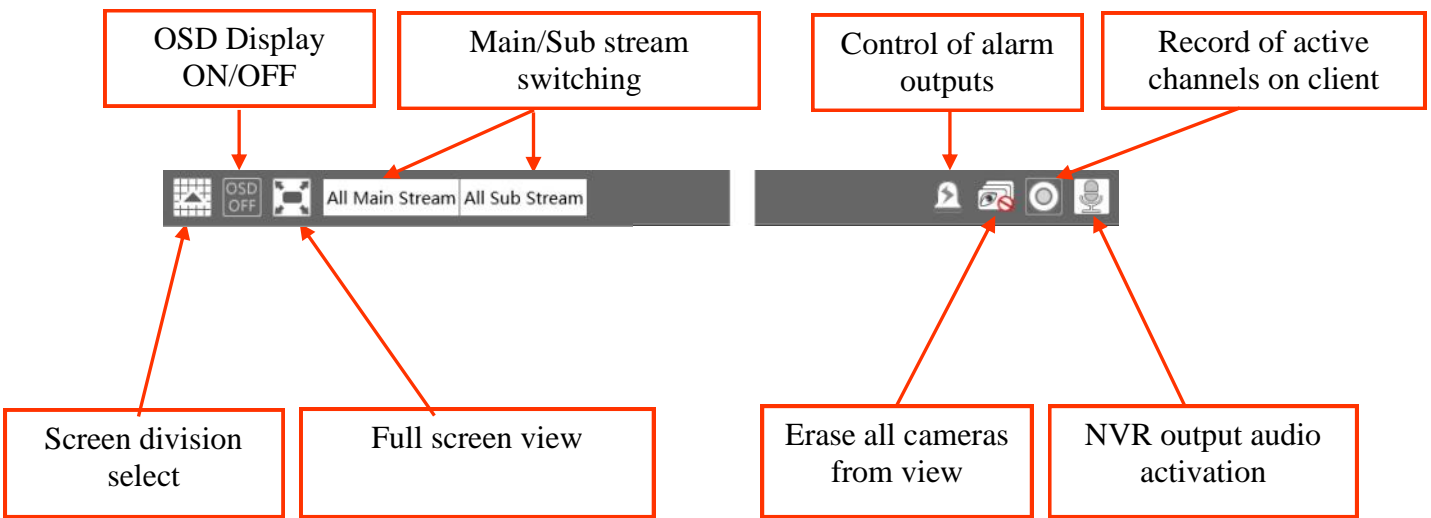 OSD Display
ON/OFF
Main/Sub stream
switching
Control of alarm
outputs
Record of active
channels on client
OSD
OFF
All Main Stream
All Sub Stream
Screen division
select
Full screen view
Erase all cameras
from view
NVR output audio
activation